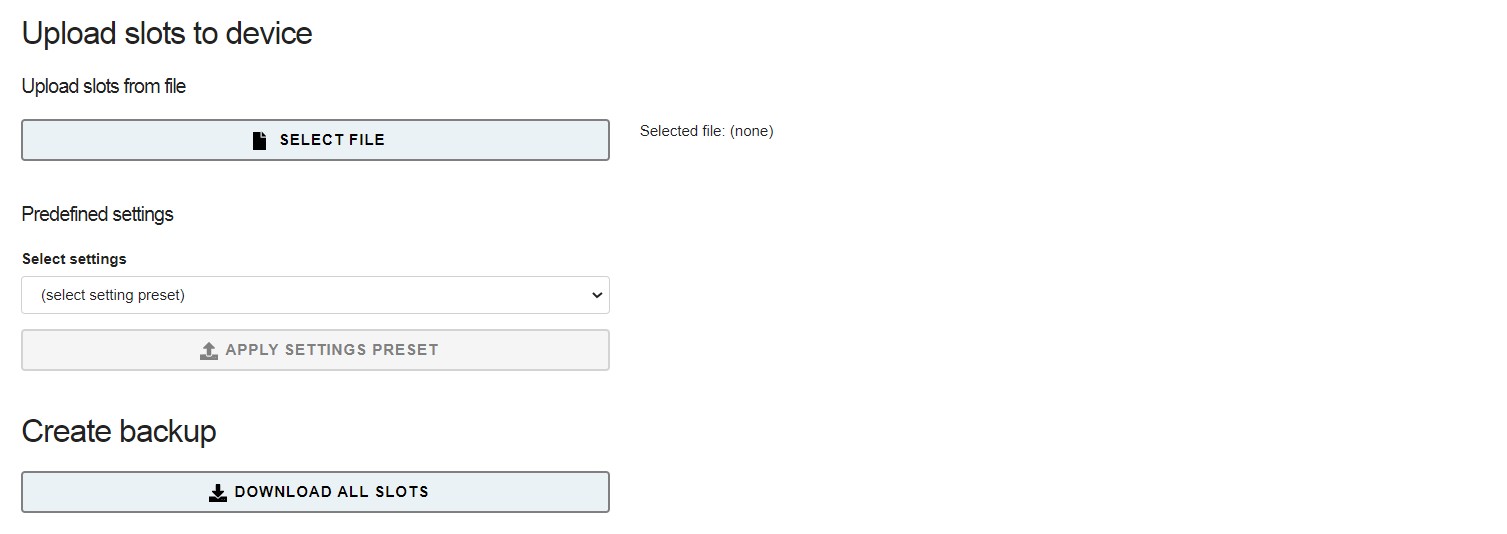 Upload slots to device
Upload slots from file
SELECT FILE
Selected file: (none)
Predefined settings
Select settings
(select setting preset)
APPLY SETTINGS PRESET
Create backup
DOWNLOAD ALL SLOTS